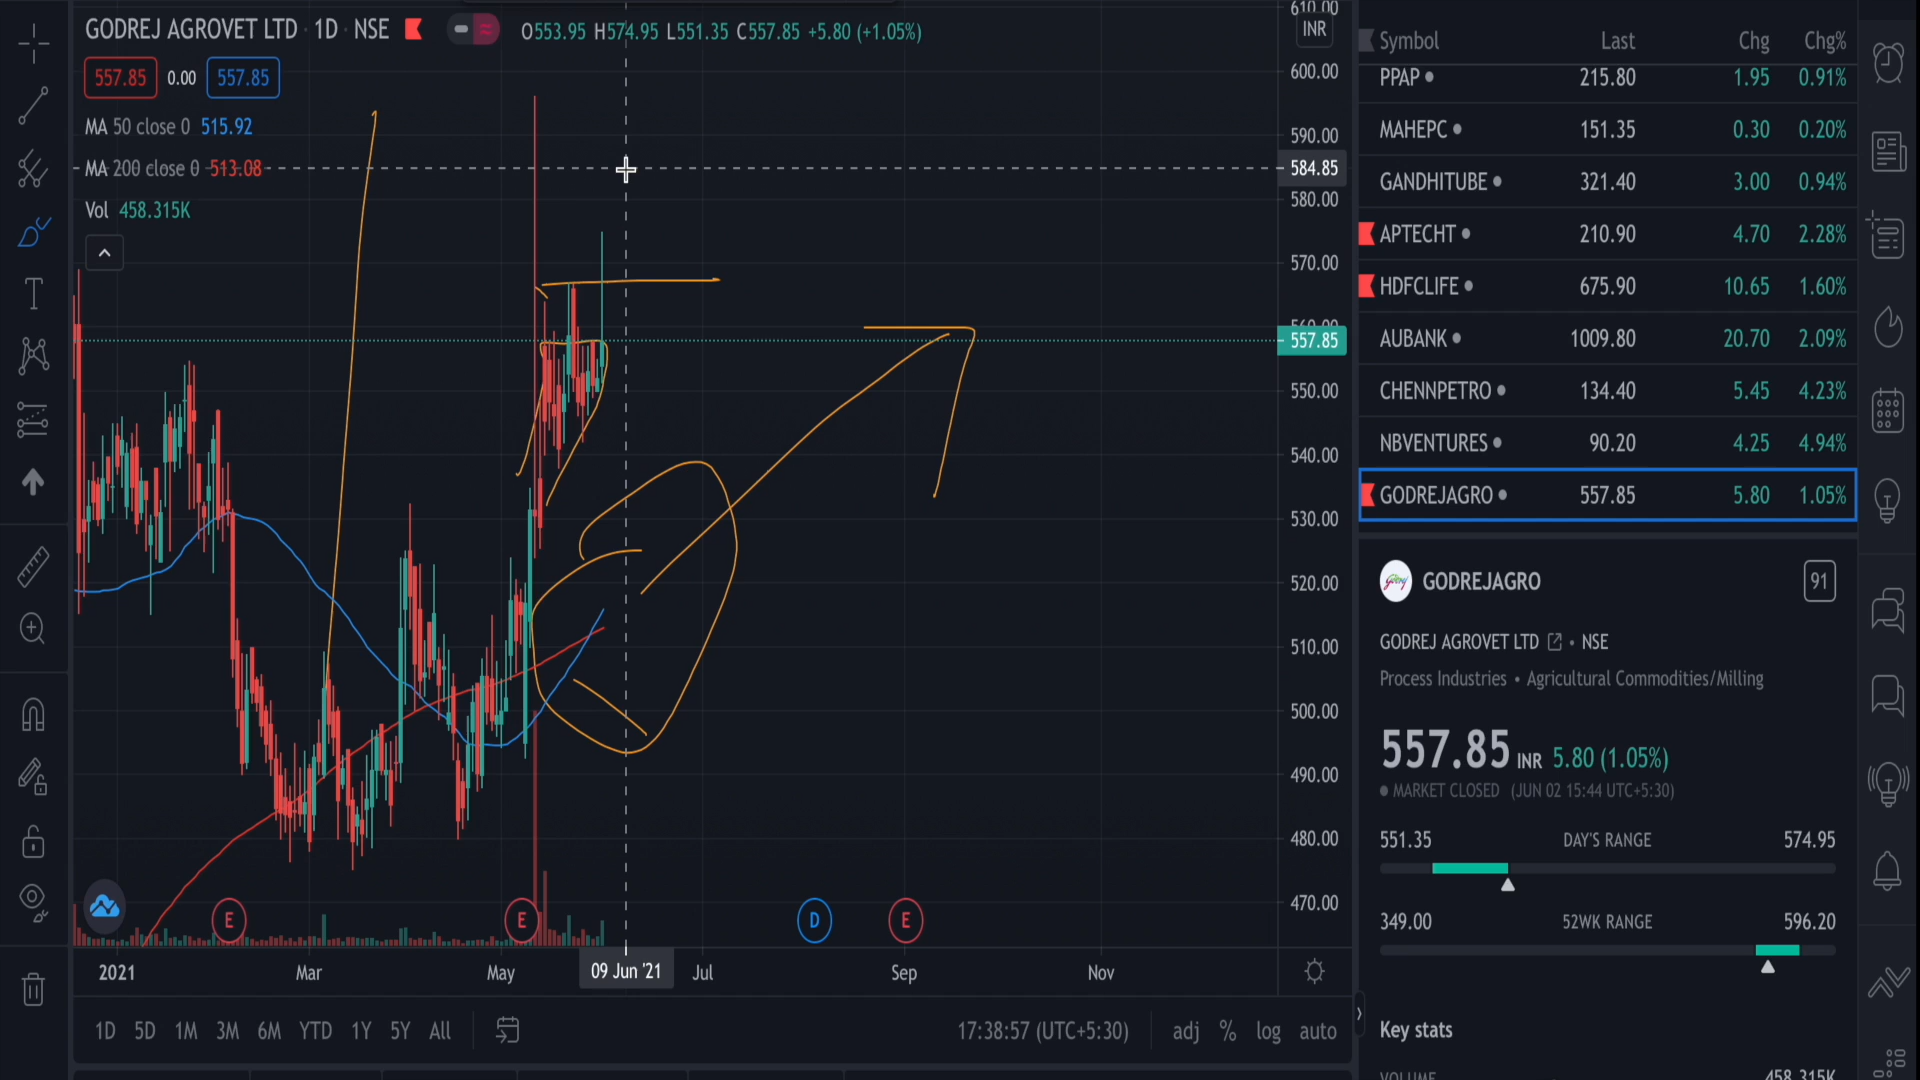 GODREJ AGROVET LTD · 1D · NSE
O553.95 H574.95 L551.35 C557.85 +5.80 (+1.05%)
557.85 0.00 557.85
MA 50 close 0 515.92
MA 200 close 0 513.08
Vol 458.315K
INR
610.00
600.00
590.00
584.85
580.00
570.00
560.00
557.85
550.00
540.00
530.00
520.00
510.00
500.00
490.00
480.00
470.00
E E D E
2021 Mar May 09 Jun '21 Jul Sep Nov
1D 5D 1M 3M 6M YTD 1Y 5Y All
17:38:57 (UTC+5:30) adj % log auto
Symbol Last Chg Chg%
PPAP 215.80 1.95 0.91%
MAHEPC 151.35 0.30 0.20%
GANDHITUBE 321.40 3.00 0.94%
APTECHT 210.90 4.70 2.28%
HDFCLIFE 675.90 10.65 1.60%
AUBANK 1009.80 20.70 2.09%
CHENNPETRO 134.40 5.45 4.23%
NBVENTURES 90.20 4.25 4.94%
GODREJAGRO 557.85 5.80 1.05%
GODREJAGRO 91
GODREJ AGROVET LTD • NSE
Process Industries • Agricultural Commodities/Milling
557.85 INR 5.80 (1.05%)
MARKET CLOSED (JUN 02 15:44 UTC+5:30)
551.35 DAY'S RANGE 574.95
349.00 52WK RANGE 596.20
Key stats
VOLUME 458.315K